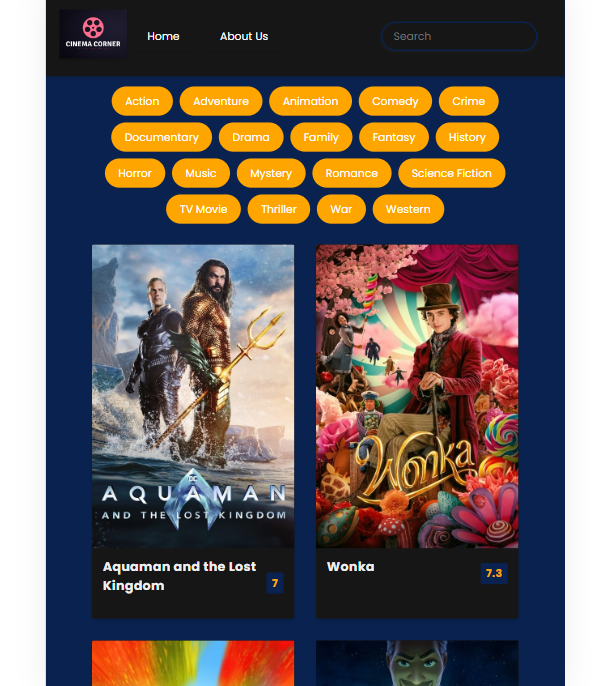 CINEMA CORNER
Home
About Us
Search
Action
Adventure
Animation
Comedy
Crime
Documentary
Drama
Family
Fantasy
History
Horror
Music
Mystery
Romance
Science Fiction
TV Movie
Thriller
War
Western
DC
AQUAMAN
AND THE LOST KINGDOM
Wonka
Aquaman and the Lost
Kingdom
7
Wonka
7.3